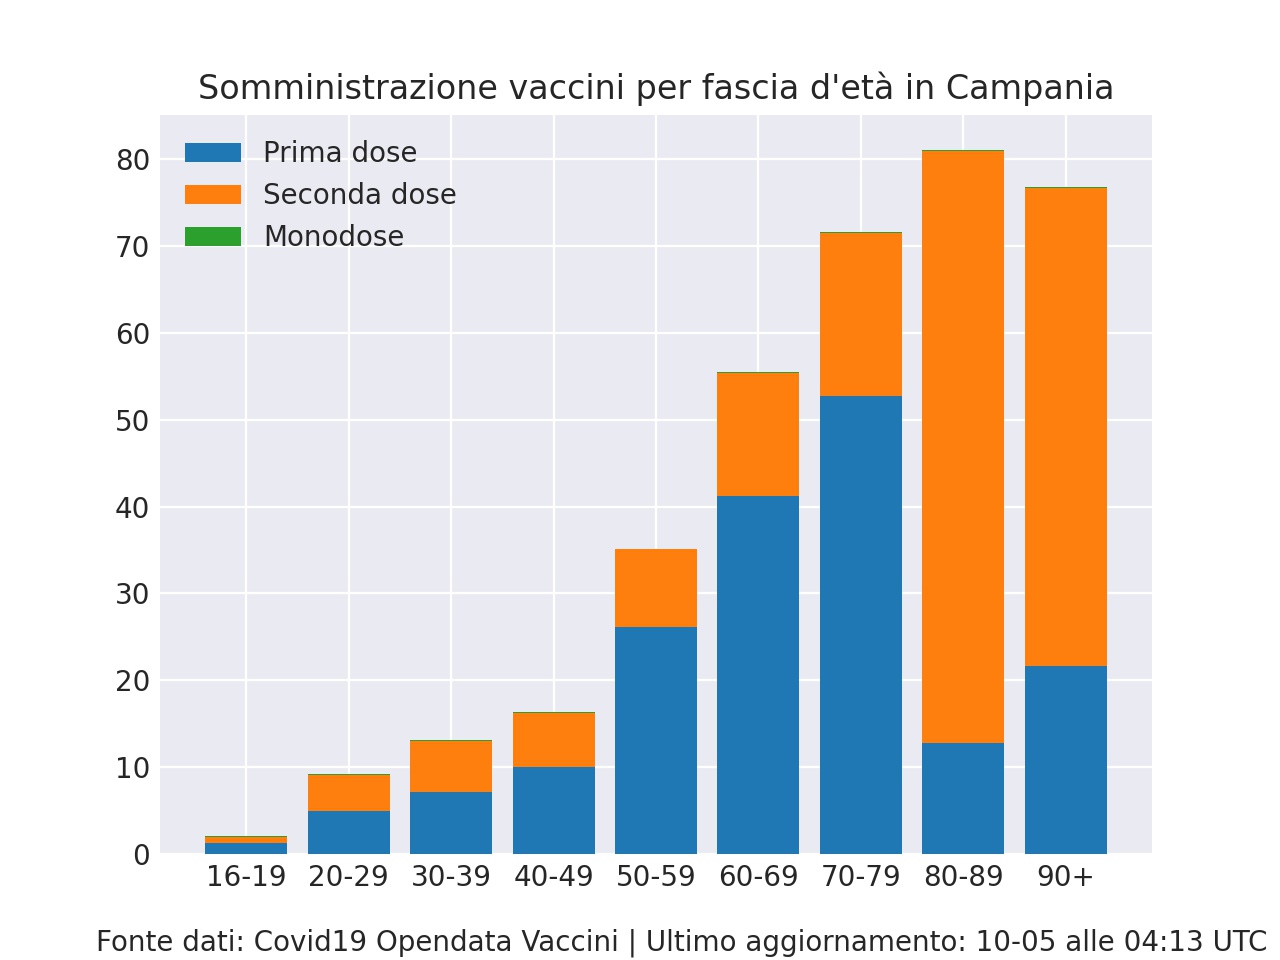 Somministrazione vaccini per fascia d'età in Campania
Prima dose
Seconda dose
Monodose
80
70
60
50
40
30
20
10
0
16-19 20-29 30-39 40-49 50-59 60-69 70-79 80-89 90+
Fonte dati: Covid19 Opendata Vaccini | Ultimo aggiornamento: 10-05 alle 04:13 UTC